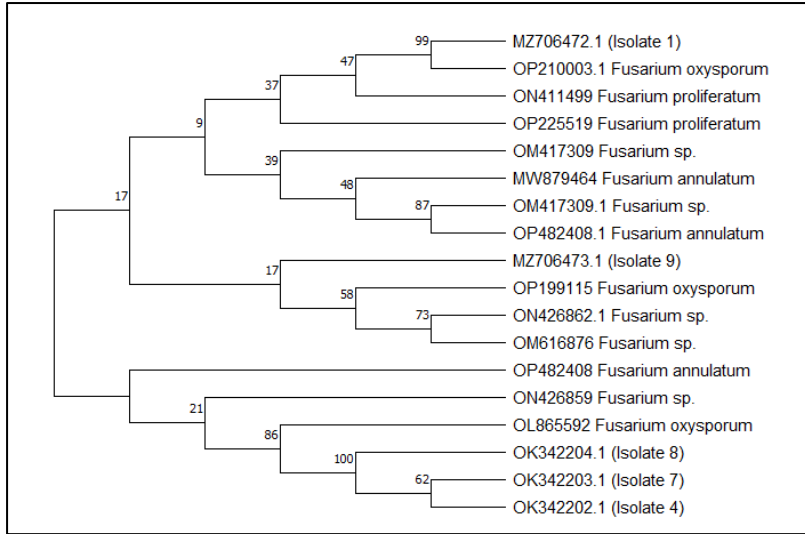 99
MZ706472.1 (Isolate 1)
47
OP210003.1 Fusarium oxysporum
37
ON411499 Fusarium proliferatum
9
OP225519 Fusarium proliferatum
39
OM417309 Fusarium sp.
48
MW879464 Fusarium annulatum
17
87
OM417309.1 Fusarium sp.
OP482408.1 Fusarium annulatum
17
MZ706473.1 (Isolate 9)
58
OP199115 Fusarium oxysporum
73
ON426862.1 Fusarium sp.
OM616876 Fusarium sp.
OP482408 Fusarium annulatum
21
ON426859 Fusarium sp.
86
OL865592 Fusarium oxysporum
100
OK342204.1 (Isolate 8)
62
OK342203.1 (Isolate 7)
OK342202.1 (Isolate 4)